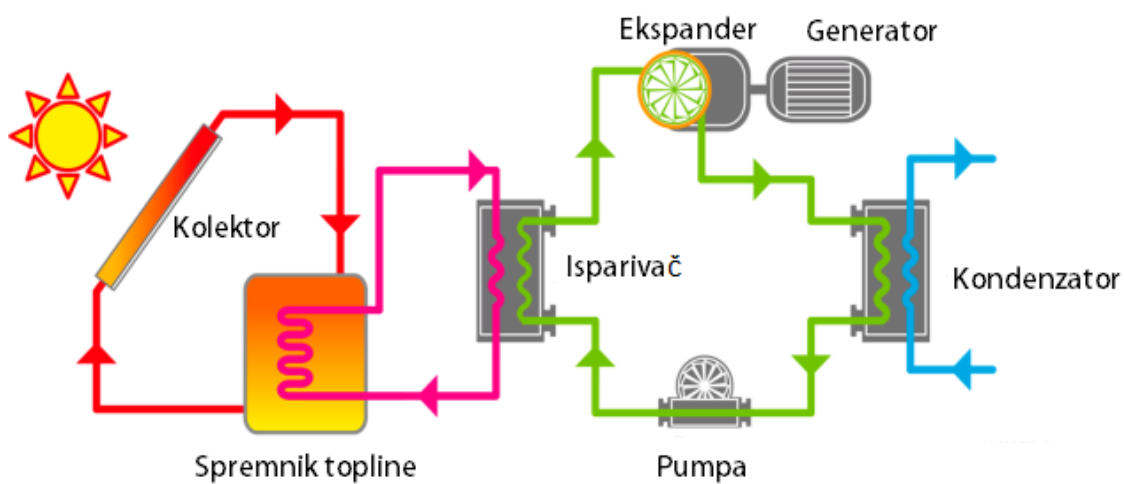 Ekspander
Generator
Kolektor
Isparivač
Kondenzator
Spremnik topline
Pumpa